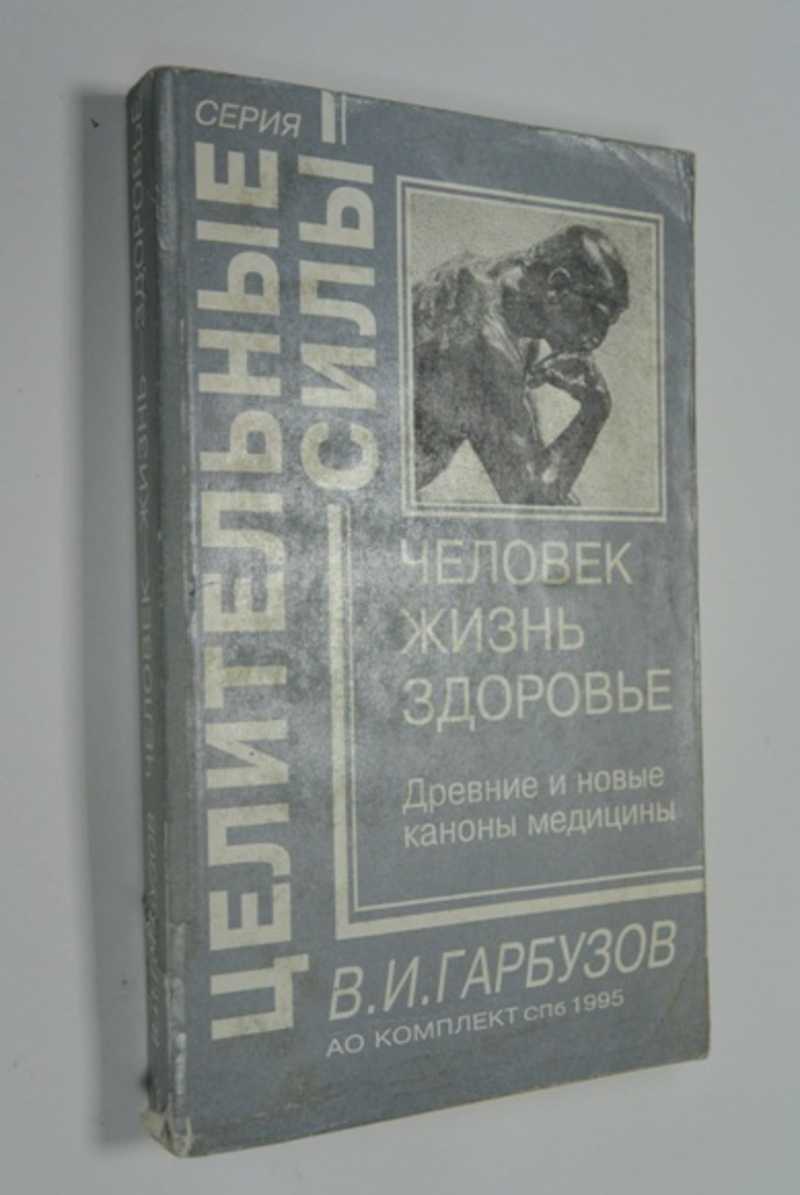 СЕРИЯ
ЦЕЛИТЕЛЬНЫЕ
СИЛЫ
ЧЕЛОВЕК
ЖИЗНЬ
ЗДОРОВЬЕ
Древние и новые
каноны медицины
В.И.ГАРБУЗОВ
АО КОМПЛЕКТ спб 1995
ЧЕЛОВЕК ЖИЗНЬ ЗДОРОВЬЕ